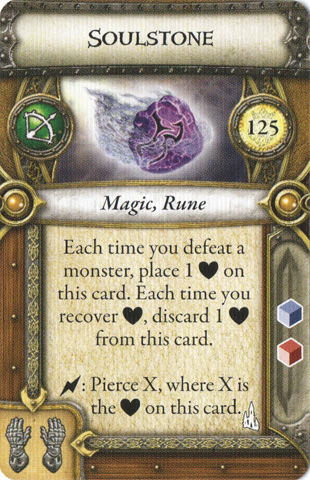 SOULSTONE
125
Magic, Rune
Each time you defeat a
monster, place 1 ♥ on
this card. Each time you
recover ♥, discard 1 ♥
from this card.
: Pierce X, where X is
the ♥ on this card.